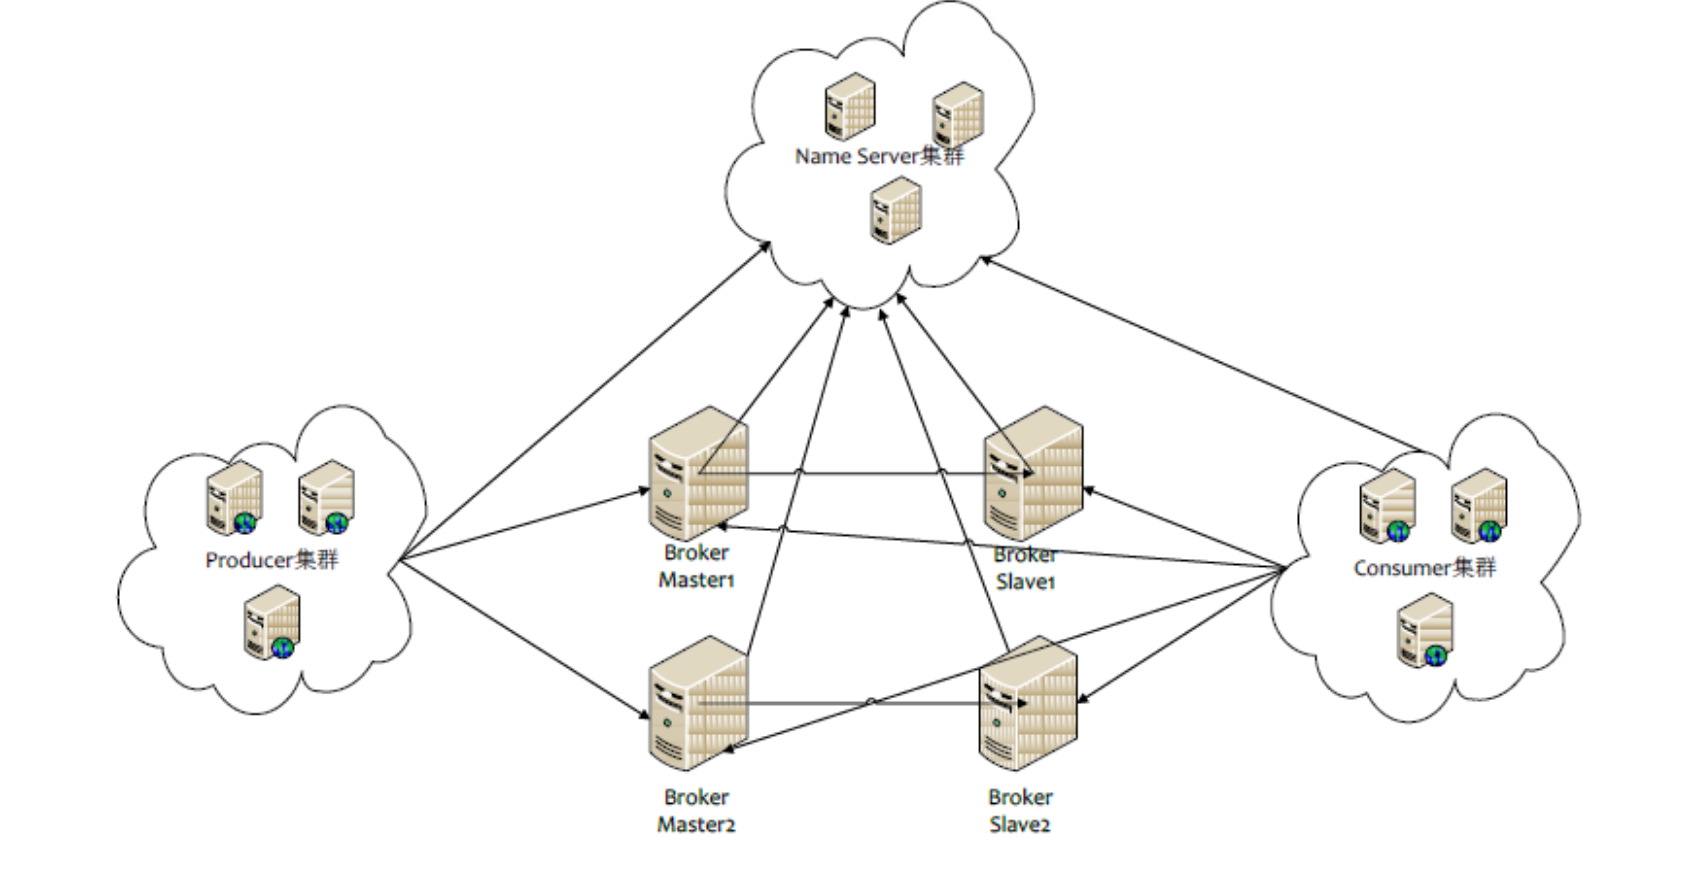 Name Server集群
Producer集群
Broker
Master1
Broker
Slave1
Consumer集群
Broker
Master2
Broker
Slave2